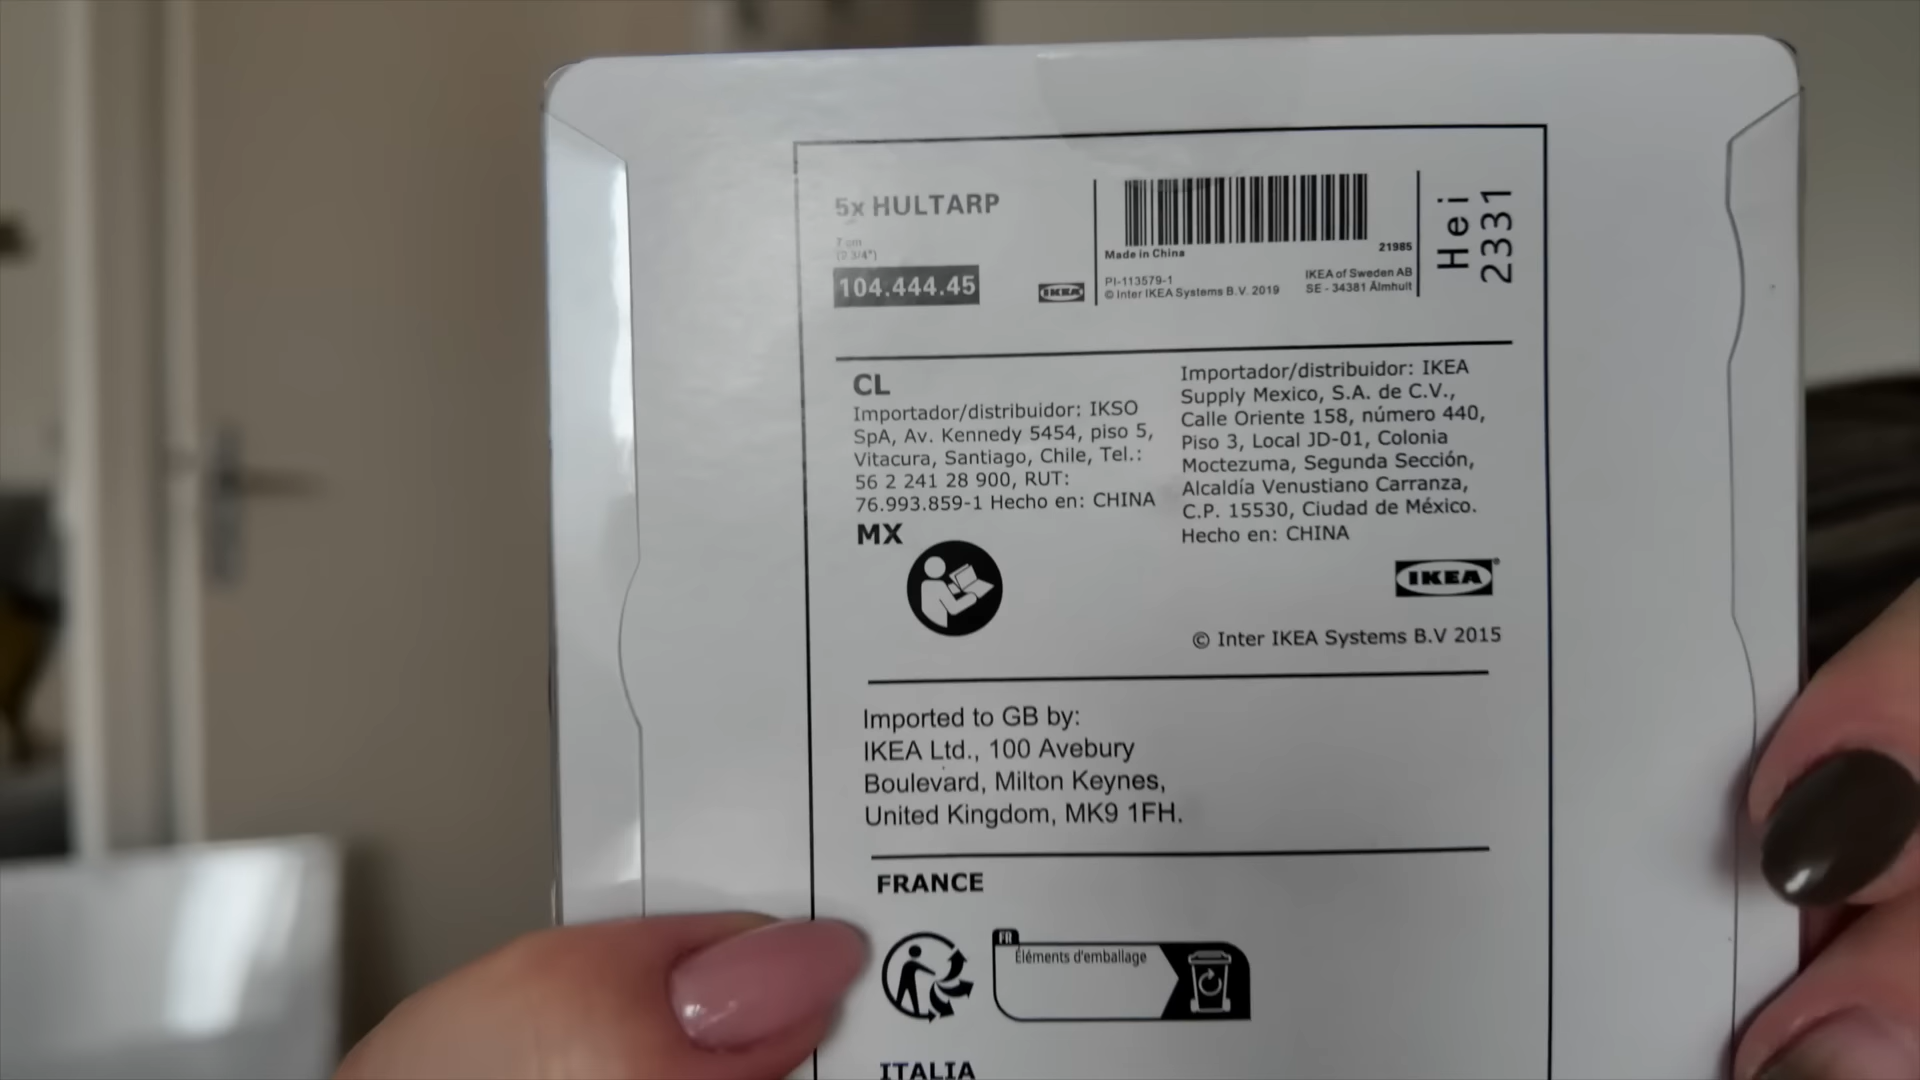 5x HULTARP
7 cm
(2 3/4")
104.444.45
IKEA
Made in China
21985
PI-113579-1
© Inter IKEA Systems B.V. 2019
IKEA of Sweden AB
SE - 34381 Älmhult
Hei
2331
CL
Importador/distribuidor: IKSO
SpA, Av. Kennedy 5454, piso 5,
Vitacura, Santiago, Chile, Tel.:
56 2 241 28 900, RUT:
76.993.859-1 Hecho en: CHINA
MX
Importador/distribuidor: IKEA
Supply Mexico, S.A. de C.V.,
Calle Oriente 158, número 440,
Piso 3, Local JD-01, Colonia
Moctezuma, Segunda Sección,
Alcaldía Venustiano Carranza,
C.P. 15530, Ciudad de México.
Hecho en: CHINA
IKEA®
© Inter IKEA Systems B.V 2015
Imported to GB by:
IKEA Ltd., 100 Avebury
Boulevard, Milton Keynes,
United Kingdom, MK9 1FH.
FRANCE
FR
Éléments d'emballage
ITALIA